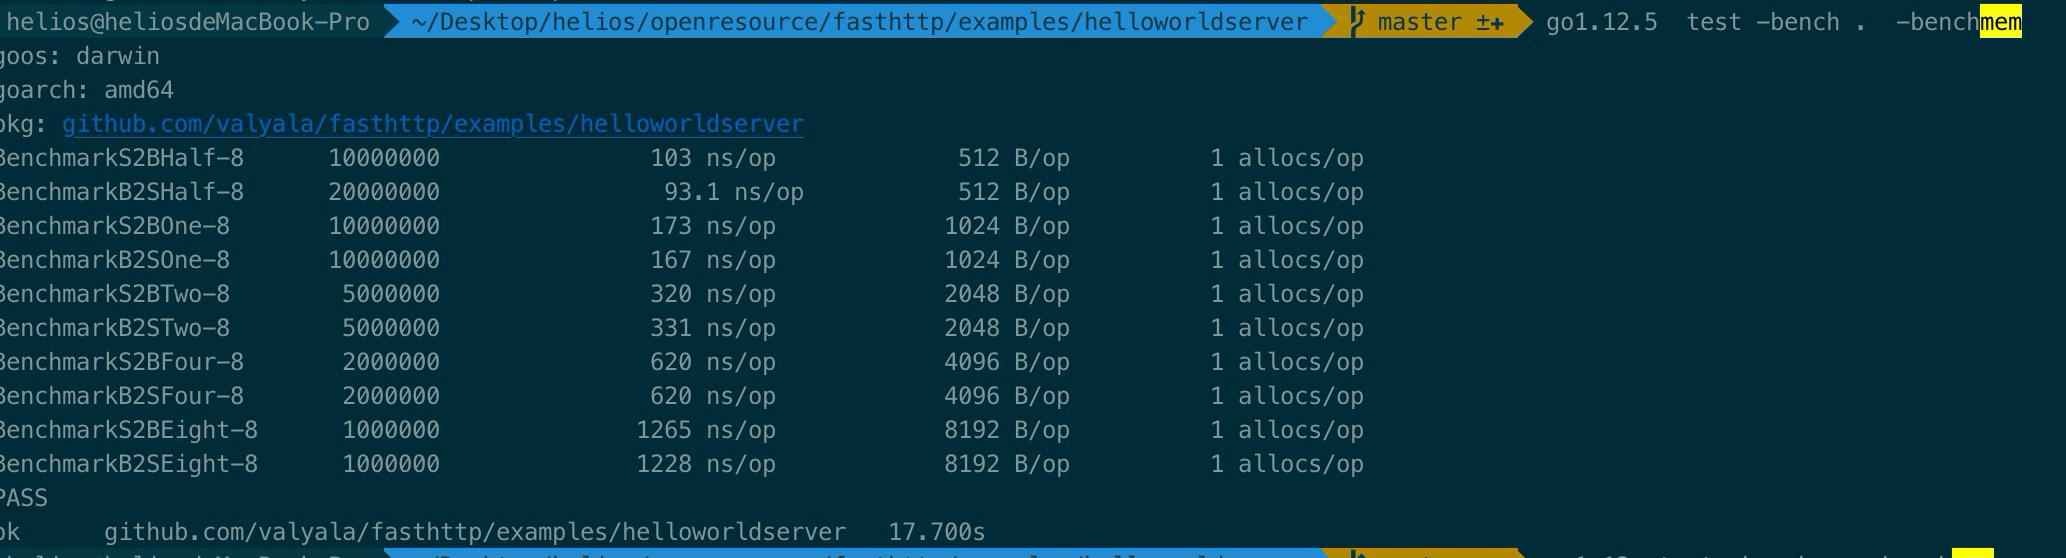 helios@heliosdeMacBook-Pro ~/Desktop/helios/openresource/fasthttp/examples/helloworldserver master ±+ go1.12.5 test -bench . -benchmem
goos: darwin
goarch: amd64
pkg: github.com/valyala/fasthttp/examples/helloworldserver
BenchmarkS2BHalf-8 10000000 103 ns/op 512 B/op 1 allocs/op
BenchmarkB2SHalf-8 20000000 93.1 ns/op 512 B/op 1 allocs/op
BenchmarkS2BOne-8 10000000 173 ns/op 1024 B/op 1 allocs/op
BenchmarkB2SOne-8 10000000 167 ns/op 1024 B/op 1 allocs/op
BenchmarkS2BTwo-8 5000000 320 ns/op 2048 B/op 1 allocs/op
BenchmarkB2STwo-8 5000000 331 ns/op 2048 B/op 1 allocs/op
BenchmarkS2BFour-8 2000000 620 ns/op 4096 B/op 1 allocs/op
BenchmarkB2SFour-8 2000000 620 ns/op 4096 B/op 1 allocs/op
BenchmarkS2BEight-8 1000000 1265 ns/op 8192 B/op 1 allocs/op
BenchmarkB2SEight-8 1000000 1228 ns/op 8192 B/op 1 allocs/op
PASS
ok github.com/valyala/fasthttp/examples/helloworldserver 17.700s